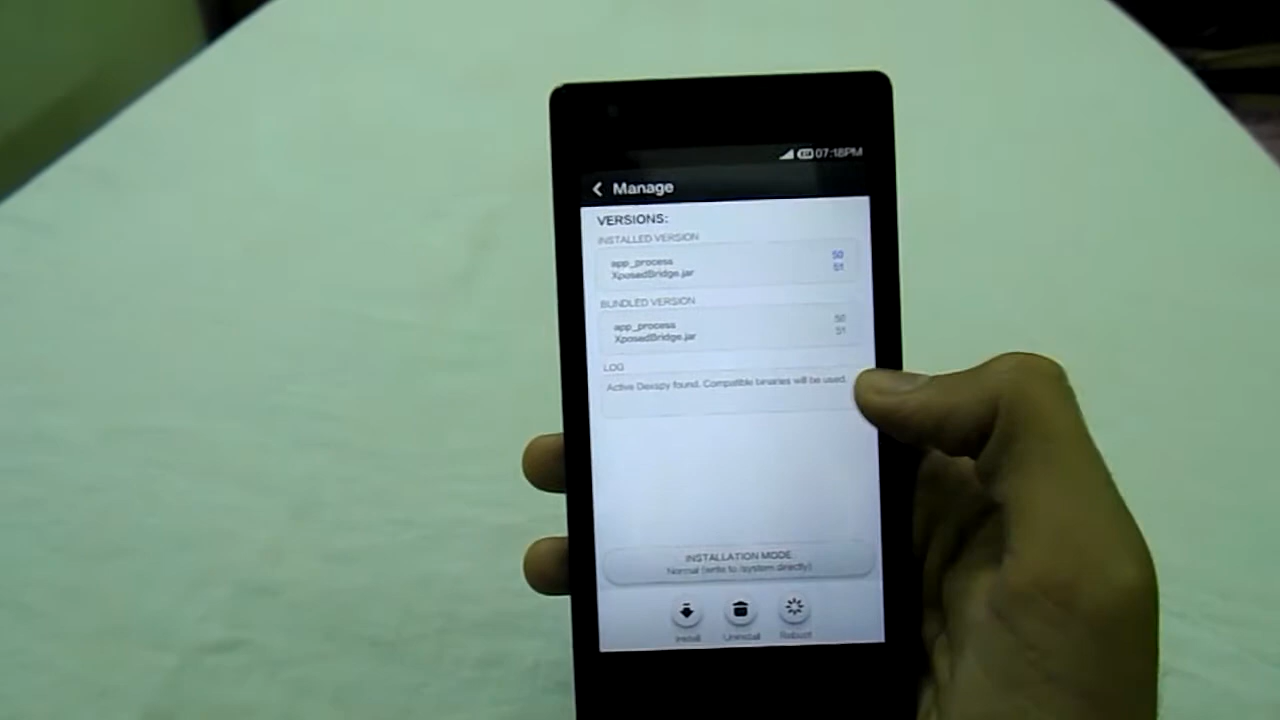 07:18PM
Manage
VERSIONS:
INSTALLED VERSION
app_process 50
XposedBridge.jar 51
BUNDLED VERSION
app_process 50
XposedBridge.jar 51
LOG
Active Dexspy found. Compatible binaries will be used.
INSTALLATION MODE
Normal (write to /system directly)
Install Uninstall Reboot